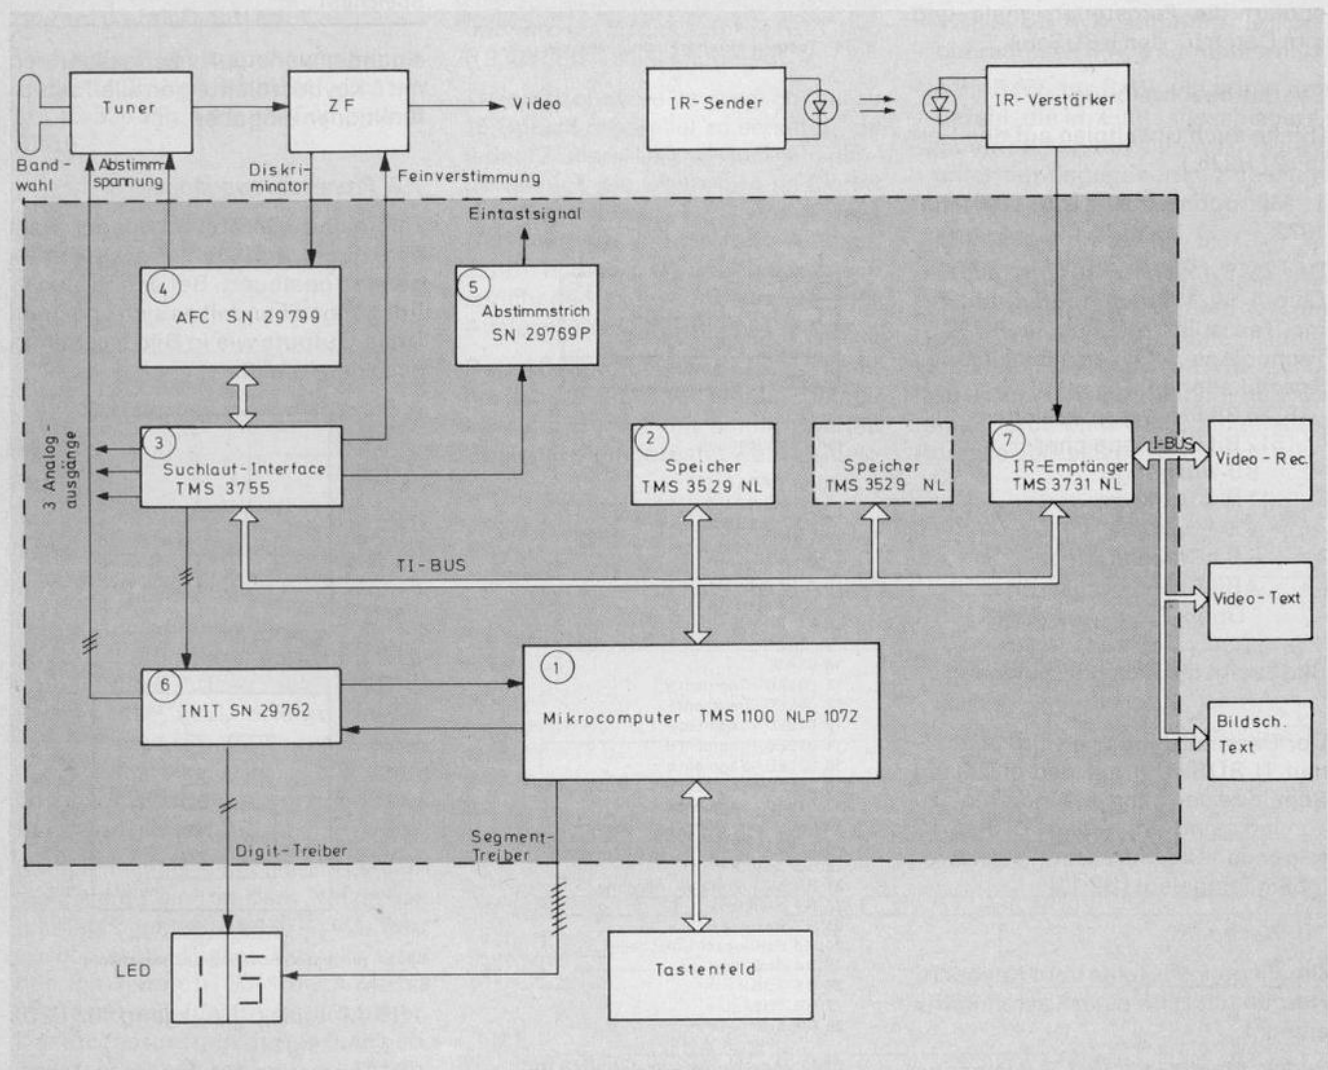 Tuner
ZF
Video
IR-Sender
IR-Verstärker
Band-
wahl
Abstimm-
spannung
Diskri-
minator
Feinverstimmung
Eintastsignal
4
AFC SN 29799
5
Abstimmstrich
SN 29769P
3 Analog-
ausgänge
3
Suchlaut-Interface
TMS 3755
2
Speicher
TMS 3529 NL
Speicher
TMS 3529 NL
7
IR-Emptänger
TMS 3731 NL
I-BUS
Video-Rec.
TI-BUS
Video-Text
6
INIT SN 29762
1
Mikrocomputer TMS 1100 NLP 1072
Bildsch.
Text
Digit-Treiber
Segment-
Treiber
LED
15
Tastenfeld